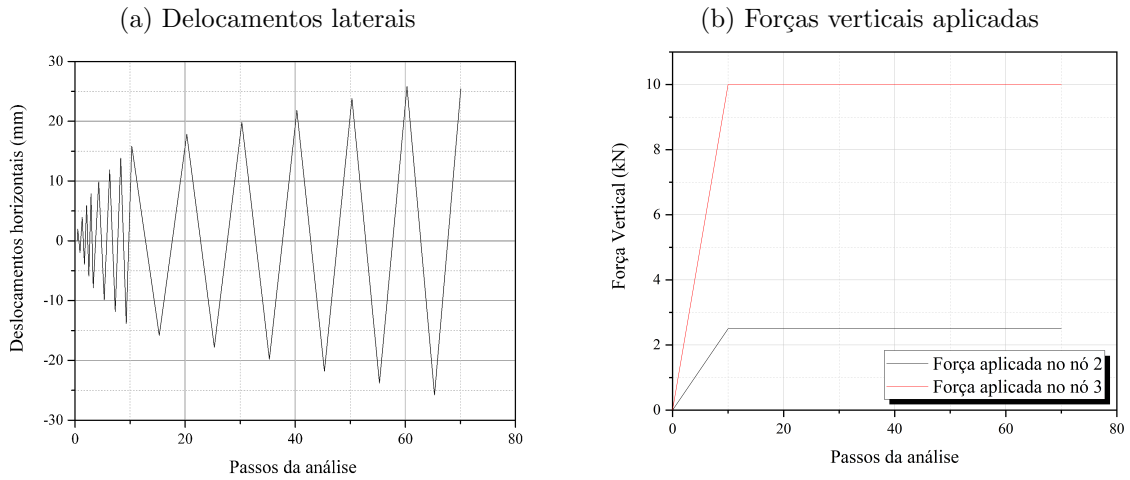 (a) Delocamentos laterais
30
20
10
0
-10
-20
-30
0
20
40
60
80
Deslocamentos horizontais (mm)
Passos da análise
(b) Forças verticais aplicadas
10
8
6
4
2
0
0
20
40
60
80
Força Vertical (kN)
Passos da análise
Força aplicada no nó 2
Força aplicada no nó 3